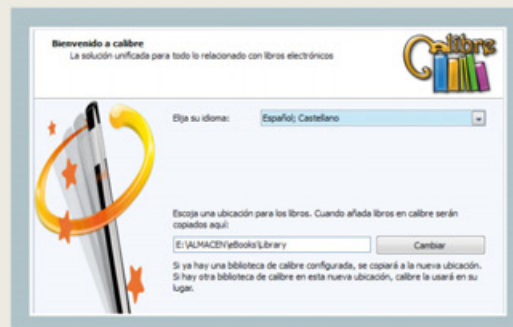 Bienvenido a calibre
La solución unificada para todo lo relacionado con libros electrónicos
Calibre
Elija su idioma:
Español; Castellano
Escoja una ubicación para los libros. Cuando añada libros en calibre serán
copiados aquí:
E:\ALMACEN\eBooks\Library
Cambiar
Si ya hay una biblioteca de calibre configurada, se copiará a la nueva ubicación.
Si hay otra biblioteca de calibre en esta nueva ubicación, calibre la usará en su
lugar.